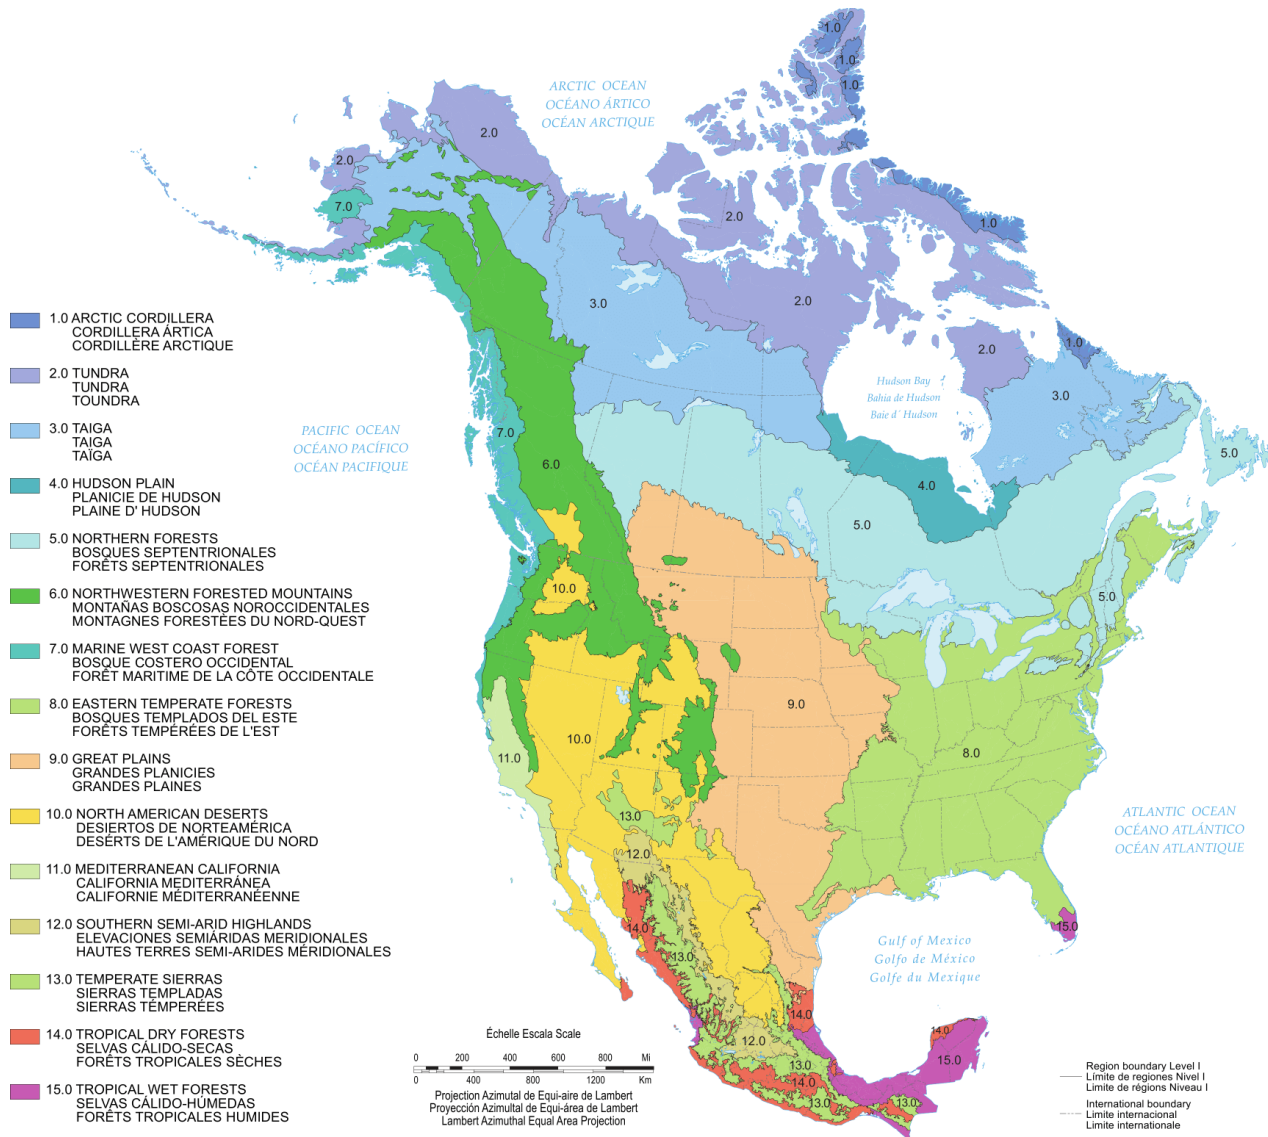 ARCTIC OCEAN
OCÉANO ÁRTICO
OCÉAN ARCTIQUE
1.0
1.0
1.0
2.0
2.0
7.0
2.0
1.0
3.0
2.0
2.0
1.0
3.0
Hudson Bay
Bahia de Hudson
Baie d´ Hudson
PACIFIC OCEAN
OCÉANO PACÍFICO
OCÉAN PACIFIQUE
7.0
6.0
5.0
4.0
5.0
10.0
5.0
9.0
8.0
10.0
11.0
13.0
12.0
14.0
13.0
15.0
ATLANTIC OCEAN
OCÉANO ATLÁNTICO
OCÉAN ATLANTIQUE
Gulf of Mexico
Golfo de México
Golfe du Mexique
14.0
12.0
13.0
14.0
13.0
14.0
15.0
13.0
1.0 ARCTIC CORDILLERA
CORDILLERA ÁRTICA
CORDILLÈRE ARCTIQUE
2.0 TUNDRA
TUNDRA
TOUNDRA
3.0 TAIGA
TAIGA
TAÏGA
4.0 HUDSON PLAIN
PLANICIE DE HUDSON
PLAINE D' HUDSON
5.0 NORTHERN FORESTS
BOSQUES SEPTENTRIONALES
FORÊTS SEPTENTRIONALES
6.0 NORTHWESTERN FORESTED MOUNTAINS
MONTAÑAS BOSCOSAS NOROCCIDENTALES
MONTAGNES FORESTÈES DU NORD-QUEST
7.0 MARINE WEST COAST FOREST
BOSQUE COSTERO OCCIDENTAL
FORÊT MARITIME DE LA CÔTE OCCIDENTALE
8.0 EASTERN TEMPERATE FORESTS
BOSQUES TEMPLADOS DEL ESTE
FORÊTS TEMPÉRÉES DE L'EST
9.0 GREAT PLAINS
GRANDES PLANICIES
GRANDES PLAINES
10.0 NORTH AMERICAN DESERTS
DESIERTOS DE NORTEAMÉRICA
DÉSERTS DE L'AMÉRIQUE DU NORD
11.0 MEDITERRANEAN CALIFORNIA
CALIFORNIA MEDITERRÁNEA
CALIFORNIE MÉDITERRANÉENNE
12.0 SOUTHERN SEMI-ARID HIGHLANDS
ELEVACIONES SEMIÁRIDAS MERIDIONALES
HAUTES TERRES SEMI-ARIDES MÉRIDIONALES
13.0 TEMPERATE SIERRAS
SIERRAS TEMPLADAS
SIERRAS TEMPÉRÉES
14.0 TROPICAL DRY FORESTS
SELVAS CÁLIDO-SECAS
FORÊTS TROPICALES SÈCHES
15.0 TROPICAL WET FORESTS
SELVAS CÁLIDO-HÚMEDAS
FORÊTS TROPICALES HUMIDES
Échelle Escala Scale
0 200 400 600 800 Mi
0 400 800 1200 Km
Projection Azimutal de Equi-aire de Lambert
Proyección Azimultal de Equi-área de Lambert
Lambert Azimuthal Equal Area Projection
Region boundary Level I
Límite de regiones Nivel I
Limite de régions Niveau I
International boundary
Limite internacional
Limite internationale